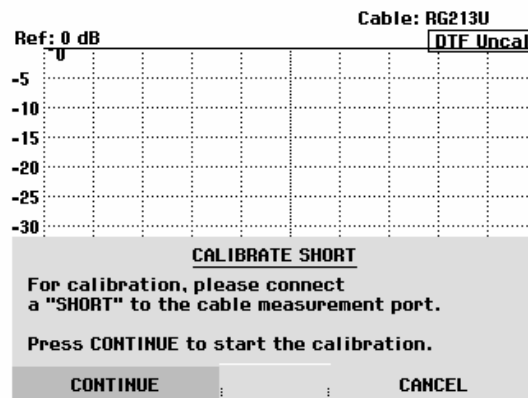 Cable: RG213U
Ref: 0 dB
DTF Uncal
0
-5
-10
-15
-20
-25
-30
CALIBRATE SHORT
For calibration, please connect
a "SHORT" to the cable measurement port.
Press CONTINUE to start the calibration.
CONTINUE
CANCEL